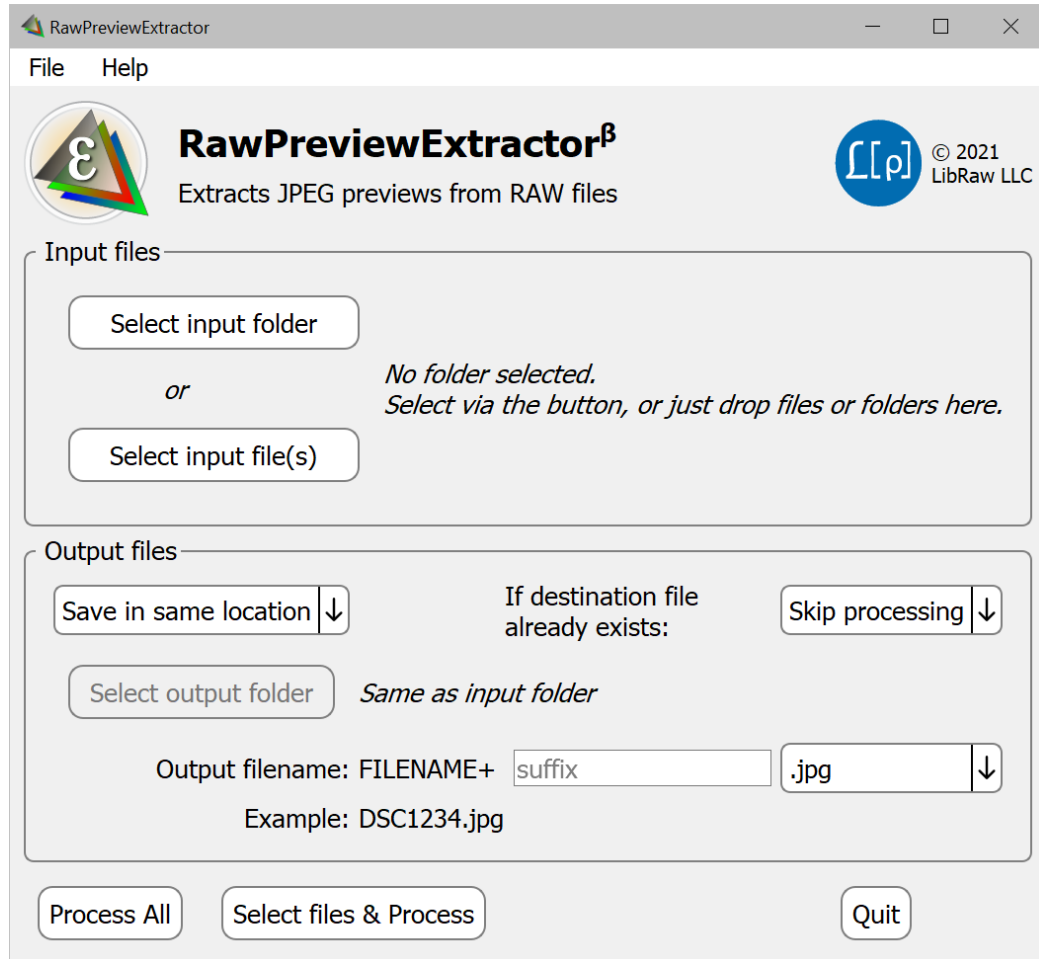 RawPreviewExtractor
File Help
RawPreviewExtractorᵝ
Extracts JPEG previews from RAW files
ε
∫[ρ]
© 2021
LibRaw LLC
Input files
Select input folder
or
No folder selected.
Select via the button, or just drop files or folders here.
Select input file(s)
Output files
Save in same location
If destination file
already exists:
Skip processing
Select output folder
Same as input folder
Output filename: FILENAME+ suffix .jpg
Example: DSC1234.jpg
Process All
Select files & Process
Quit